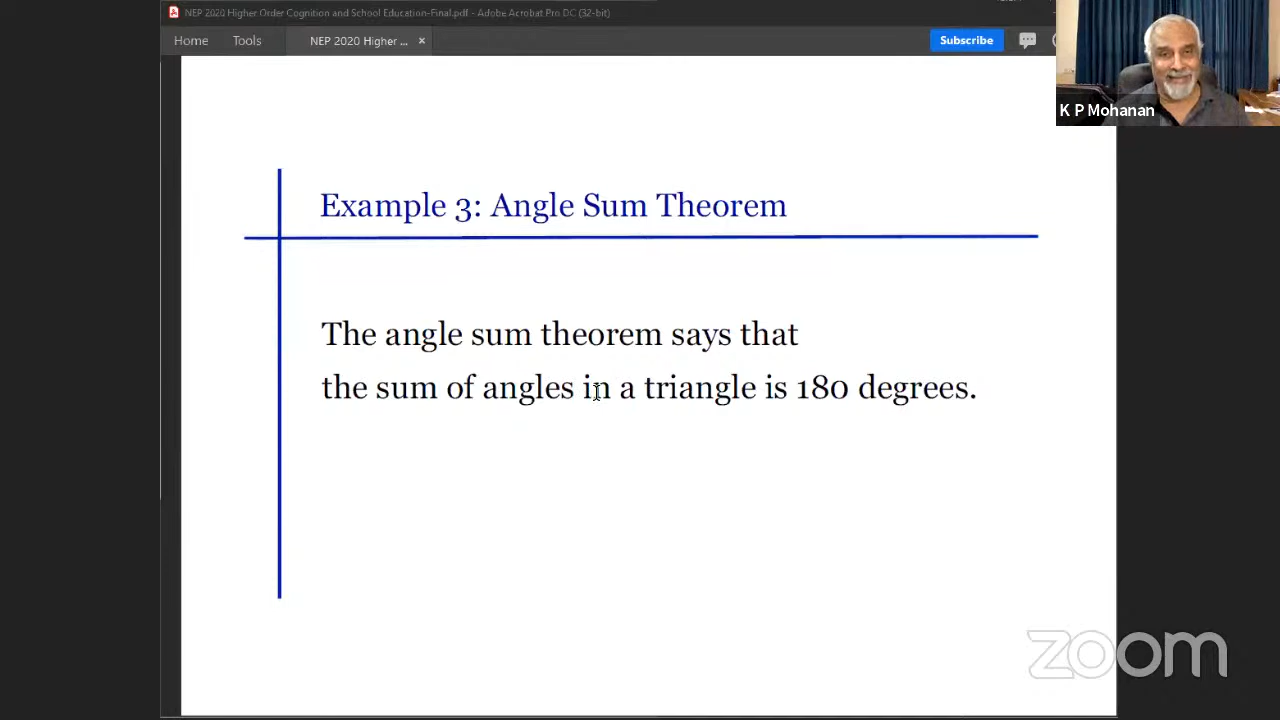 NEP 2020 Higher Order Cognition and School Education-Final.pdf - Adobe Acrobat Pro DC (32-bit)
Home Tools NEP 2020 Higher ... × Subscribe
K P Mohanan
Example 3: Angle Sum Theorem
The angle sum theorem says that
the sum of angles in a triangle is 180 degrees.
zoom